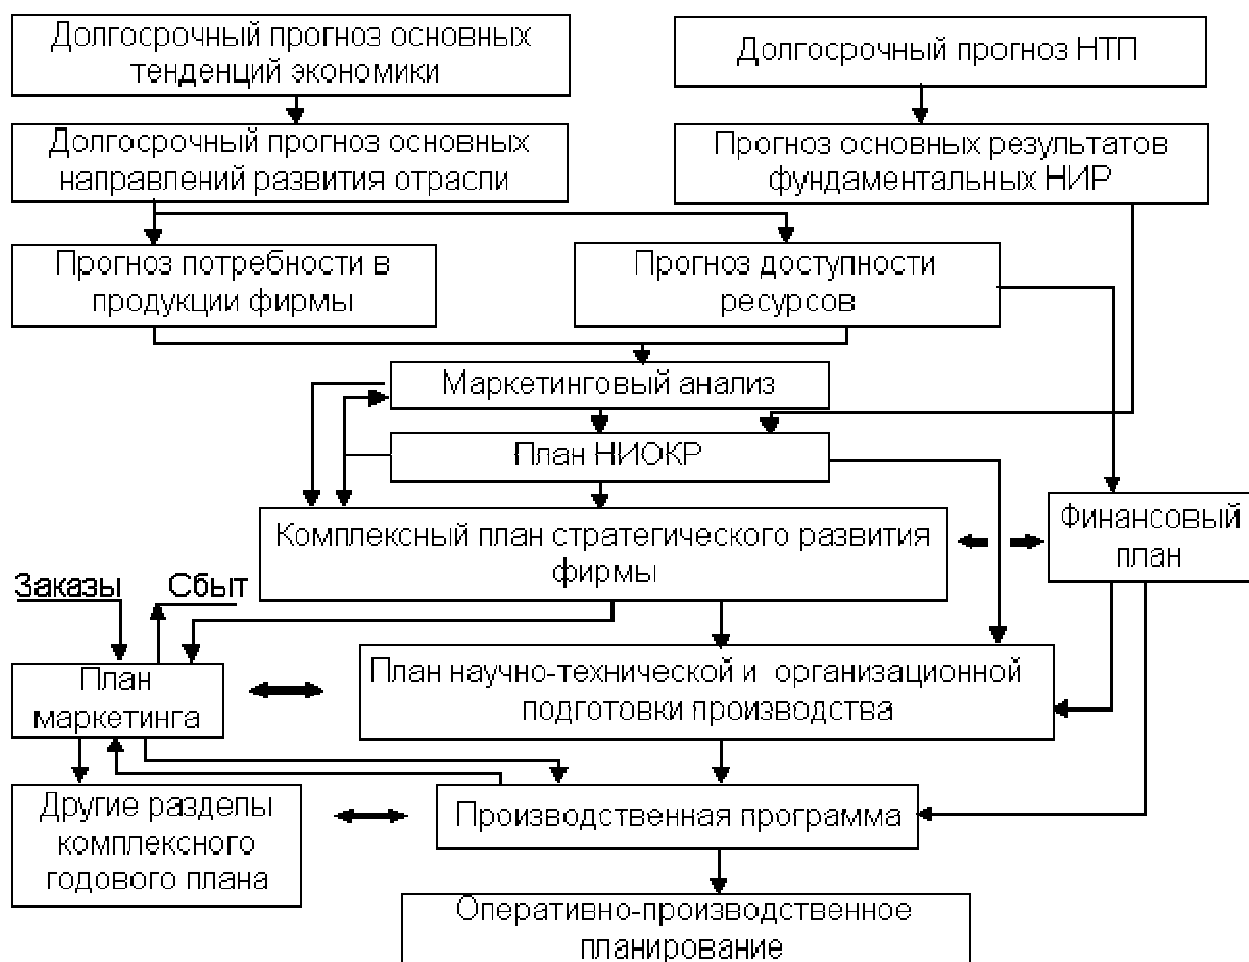 Долгосрочный прогноз основных
тенденций экономики
Долгосрочный прогноз НТП
Долгосрочный прогноз основных
направлений развития отрасли
Прогноз основных результатов
фундаментальных НИР
Прогноз потребности в
продукции фирмы
Прогноз доступности
ресурсов
Маркетинговый анализ
План НИОКР
Комплексный план стратегического развития
фирмы
Финансовый
план
Заказы
Сбыт
План
маркетинга
План научно-технической и организационной
подготовки производства
Другие разделы
комплексного
годового плана
Производственная программа
Оперативно-производственное
планирование